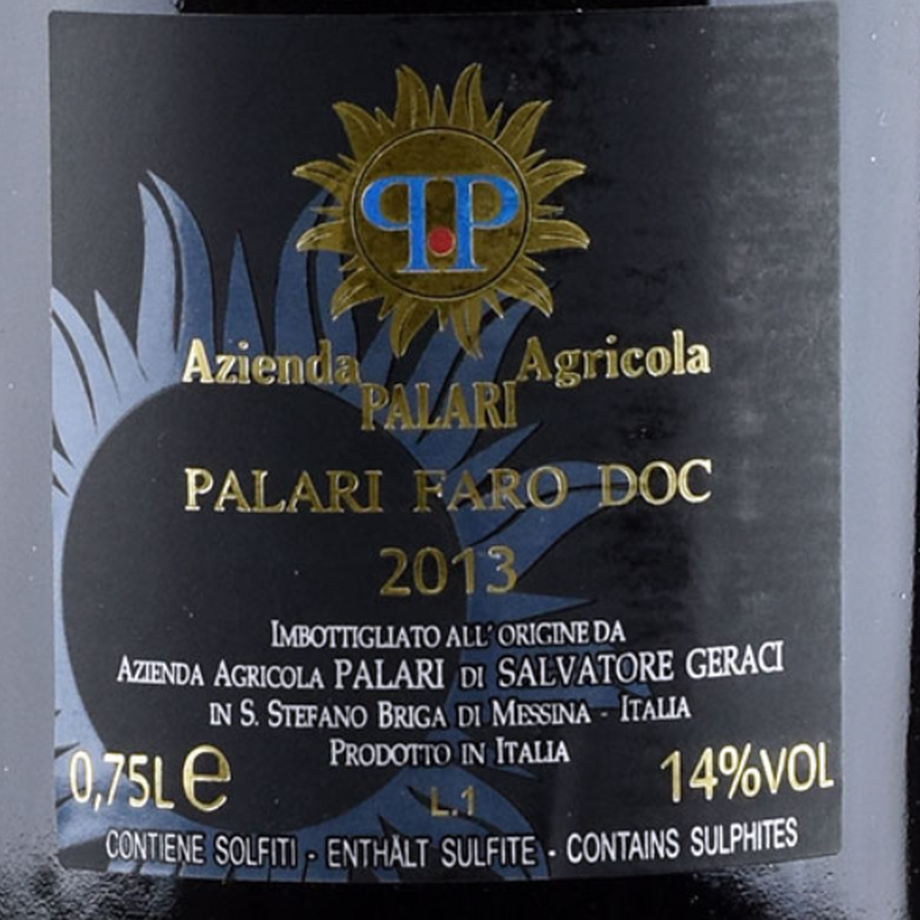 PP
Azienda Agricola
PALARI
PALARI FARO DOC
2013
IMBOTTIGLIATO ALL'ORIGINE DA
AZIENDA AGRICOLA PALARI DI SALVATORE GERACI
IN S. STEFANO BRIGA DI MESSINA - ITALIA
PRODOTTO IN ITALIA
0,75L e 14%VOL
L.1
CONTIENE SOLFITI - ENTHÄLT SULFITE - CONTAINS SULPHITES